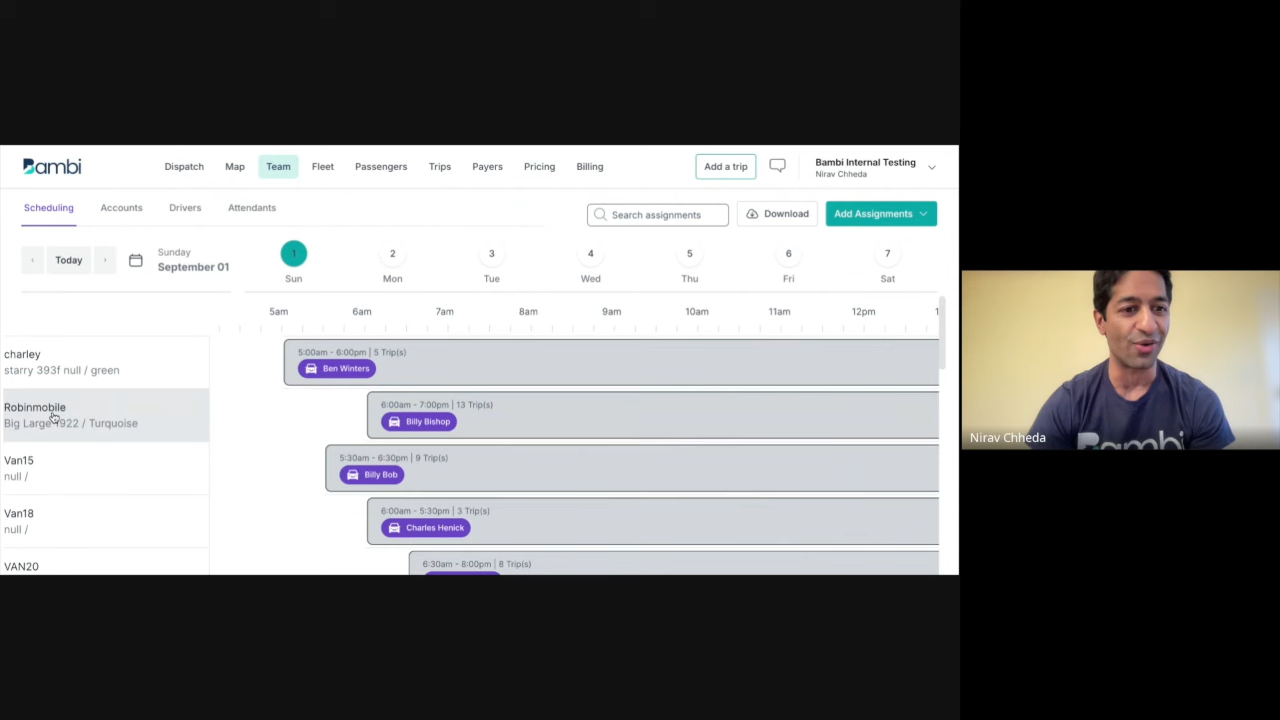 Bambi
Dispatch
Map
Team
Fleet
Passengers
Trips
Payers
Pricing
Billing
Add a trip
Bambi Internal Testing
Nirav Chheda
Scheduling
Accounts
Drivers
Attendants
Search assignments
Download
Add Assignments
Today
Sunday
September 01
1
2
3
4
5
6
7
Sun
Mon
Tue
Wed
Thu
Fri
Sat
5am
6am
7am
8am
9am
10am
11am
12pm
charley
starry 393f null / green
5:00am - 6:00pm | 5 Trip(s)
Ben Winters
Robinmobile
Big Large 1922 / Turquoise
6:00am - 7:00pm | 13 Trip(s)
Billy Bishop
Van15
null /
5:30am - 6:30pm | 9 Trip(s)
Billy Bob
Van18
null /
6:00am - 5:30pm | 3 Trip(s)
Charles Henick
VAN20
6:30am - 8:00pm | 8 Trip(s)
Nirav Chheda
Bambi